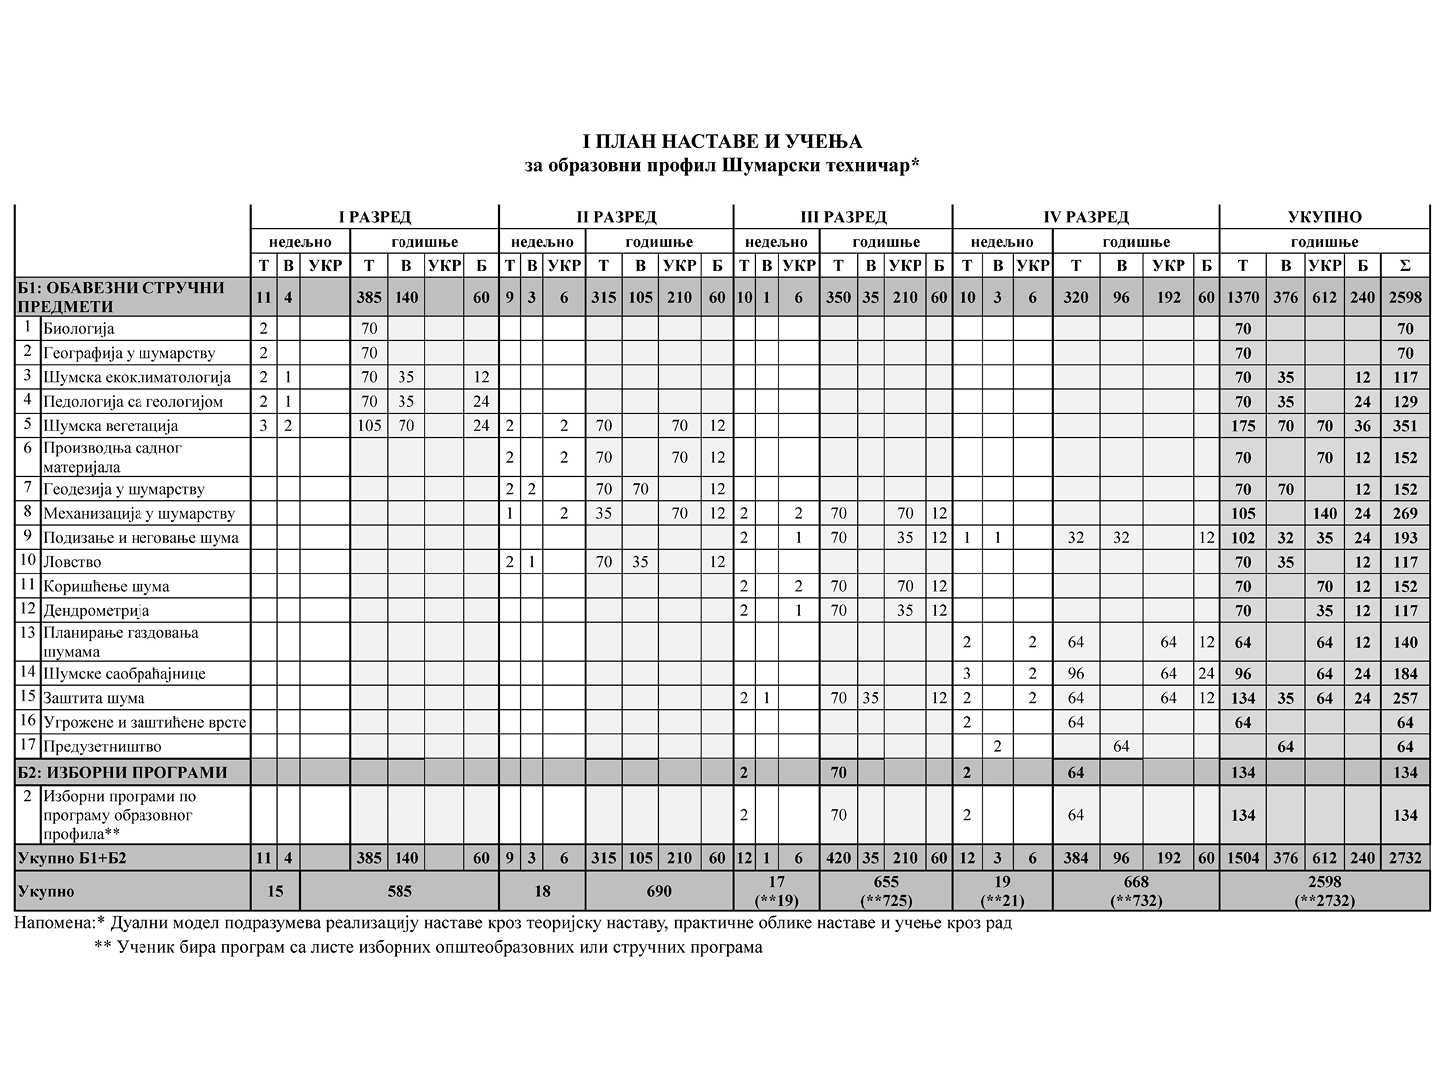 I ПЛАН НАСТАВЕ И УЧЕЊА
за образовни профил Шумарски техничар*
I РАЗРЕД II РАЗРЕД III РАЗРЕД IV РАЗРЕД УКУПНО
недељно годишње недељно годишње недељно годишње недељно годишње годишње
Т В УКР Т В УКР Б Т В УКР Т В УКР Б Т В УКР Т В УКР Б Т В УКР Т В УКР Б Т В УКР Б Σ
Б1: ОБАВЕЗНИ СТРУЧНИ
ПРЕДМЕТИ 11 4 385 140 60 9 3 6 315 105 210 60 10 1 6 350 35 210 60 10 3 6 320 96 192 60 1370 376 612 240 2598
1 Биологија 2 70 70 70
2 Географија у шумарству 2 70 70 70
3 Шумска екоклиматологија 2 1 70 35 12 70 35 12 117
4 Педологија са геологијом 2 1 70 35 24 70 35 24 129
5 Шумска вегетација 3 2 105 70 24 2 2 70 70 12 175 70 70 36 351
6 Производња садног
материјала 2 2 70 70 12 70 70 12 152
7 Геодезија у шумарству 2 2 70 70 12 70 70 12 152
8 Механизација у шумарству 1 2 35 70 12 2 2 70 70 12 105 140 24 269
9 Подизање и неговање шума 2 1 70 35 12 1 1 32 32 12 102 32 35 24 193
10 Ловство 2 1 70 35 12 70 35 12 117
11 Коришћење шума 2 2 70 70 12 70 70 12 152
12 Дендрометрија 2 1 70 35 12 70 35 12 117
13 Планирање газдовања
шумама 2 2 64 64 12 64 64 12 140
14 Шумске саобраћајнице 3 2 96 64 24 96 64 24 184
15 Заштита шума 2 1 70 35 12 2 2 64 64 12 134 35 64 24 257
16 Угрожене и заштићене врсте 2 64 64 64
17 Предузетништво 2 64 64 64
Б2: ИЗБОРНИ ПРОГРАМИ 2 70 2 64 134 134
2 Изборни програми по
програму образовног
профила** 2 70 2 64 134 134
Укупно Б1+Б2 11 4 385 140 60 9 3 6 315 105 210 60 12 1 6 420 35 210 60 12 3 6 384 96 192 60 1504 376 612 240 2732
Укупно 15 585 18 690 17 655 19 668 2598
(**19) (**725) (**21) (**732) (**2732)
Напомена:* Дуални модел подразумева реализацију наставе кроз теоријску наставу, практичне облике наставе и учење кроз рад
** Ученик бира програм са листе изборних општеобразовних или стручних програма